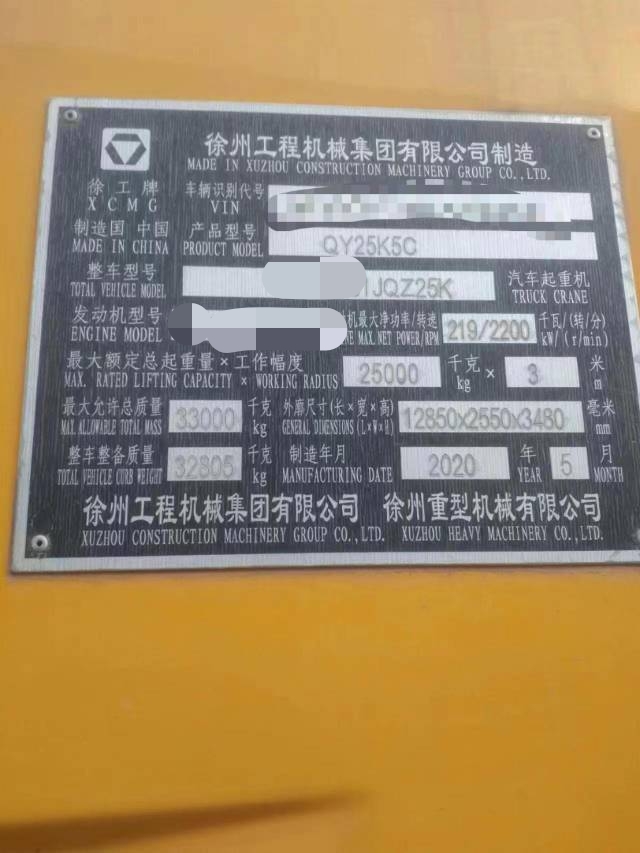 徐州工程机械集团有限公司制造
MADE IN XUZHOU CONSTRUCTION MACHINERY GROUP CO.,LTD.
徐工牌 车辆识别代号
XCMG VIN
制造国 中国 产品型号 QY25K5C
MADE IN CHINA PRODUCT MODEL
整车型号 1JQZ25K 汽车起重机
TOTAL VEHICLE MODEL TRUCK CRANE
发动机型号 机最大净功率/转速 219/2200 千瓦/(转/分)
ENGINE MODEL MAX.NET POWER/RPM kW/(r/min)
最大额定总起重量×工作幅度 25000 千克 × 3 米
MAX. RATED LIFTING CAPACITY × WORKING RADIUS kg m
最大允许总质量 33000 千克 外廓尺寸(长×宽×高) 12850x2550x3480 毫米
MAX.ALLOWABLE TOTAL MASS kg GENERAL DIMENSIONS(L×W×H) mm
整车整备质量 32805 千克 制造年月 2020 年 5 月
TOTAL VEHICLE CURB WEIGHT kg MANUFACTURING DATE YEAR MONTH
徐州工程机械集团有限公司 徐州重型机械有限公司
XUZHOU CONSTRUCTION MACHINERY GROUP CO.,LTD. XUZHOU HEAVY MACHINERY CO.,LTD.